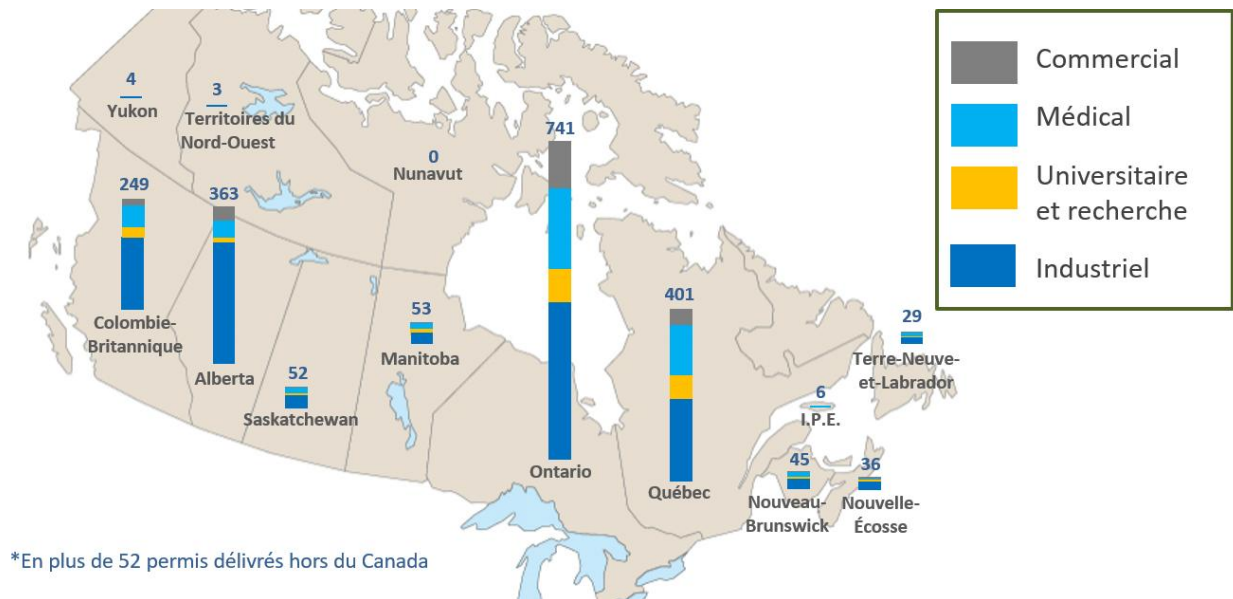 Commercial
Médical
Universitaire
et recherche
Industriel
4
Yukon
3
Territoires du
Nord-Ouest
0
Nunavut
741
Ontario
249
Colombie-
Britannique
363
Alberta
52
Saskatchewan
53
Manitoba
401
Québec
29
Terre-Neuve-
et-Labrador
6
I.P.E.
45
Nouveau-
Brunswick
36
Nouvelle-
Écosse
*En plus de 52 permis délivrés hors du Canada